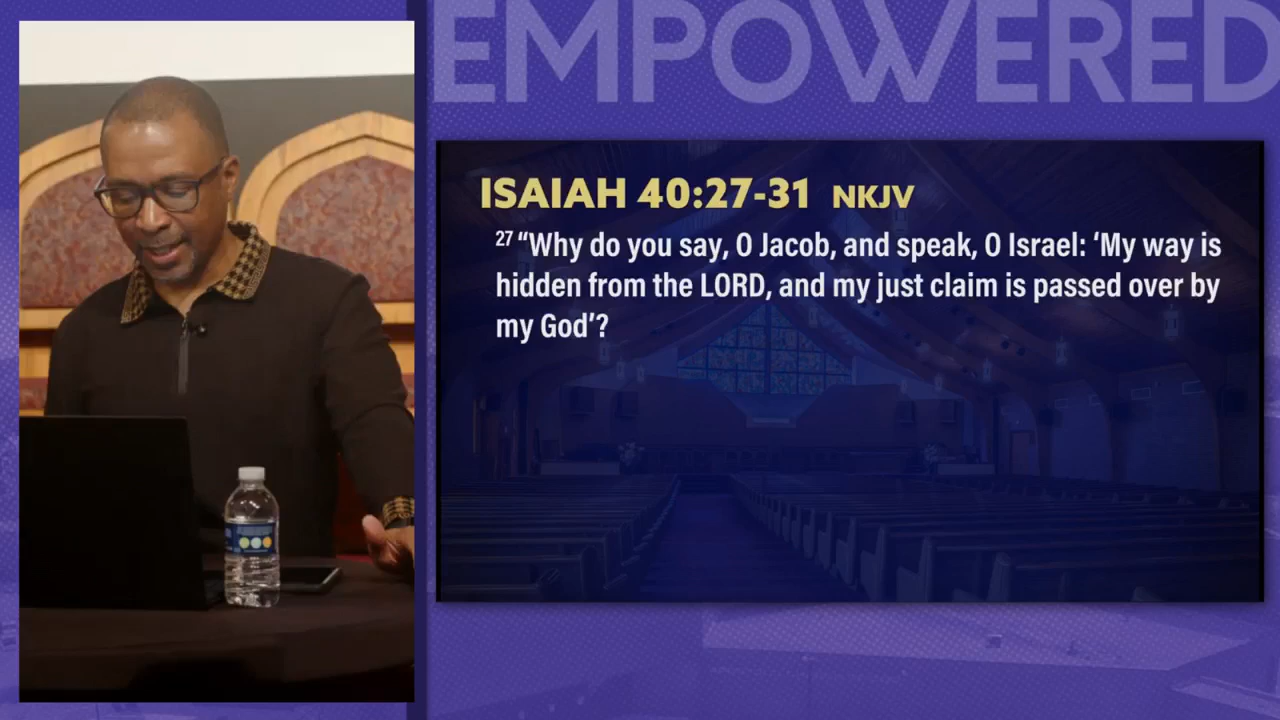 EMPOWERED
ISAIAH 40:27-31 NKJV
27 “Why do you say, O Jacob, and speak, O Israel: ‘My way is
hidden from the LORD, and my just claim is passed over by
my God’?